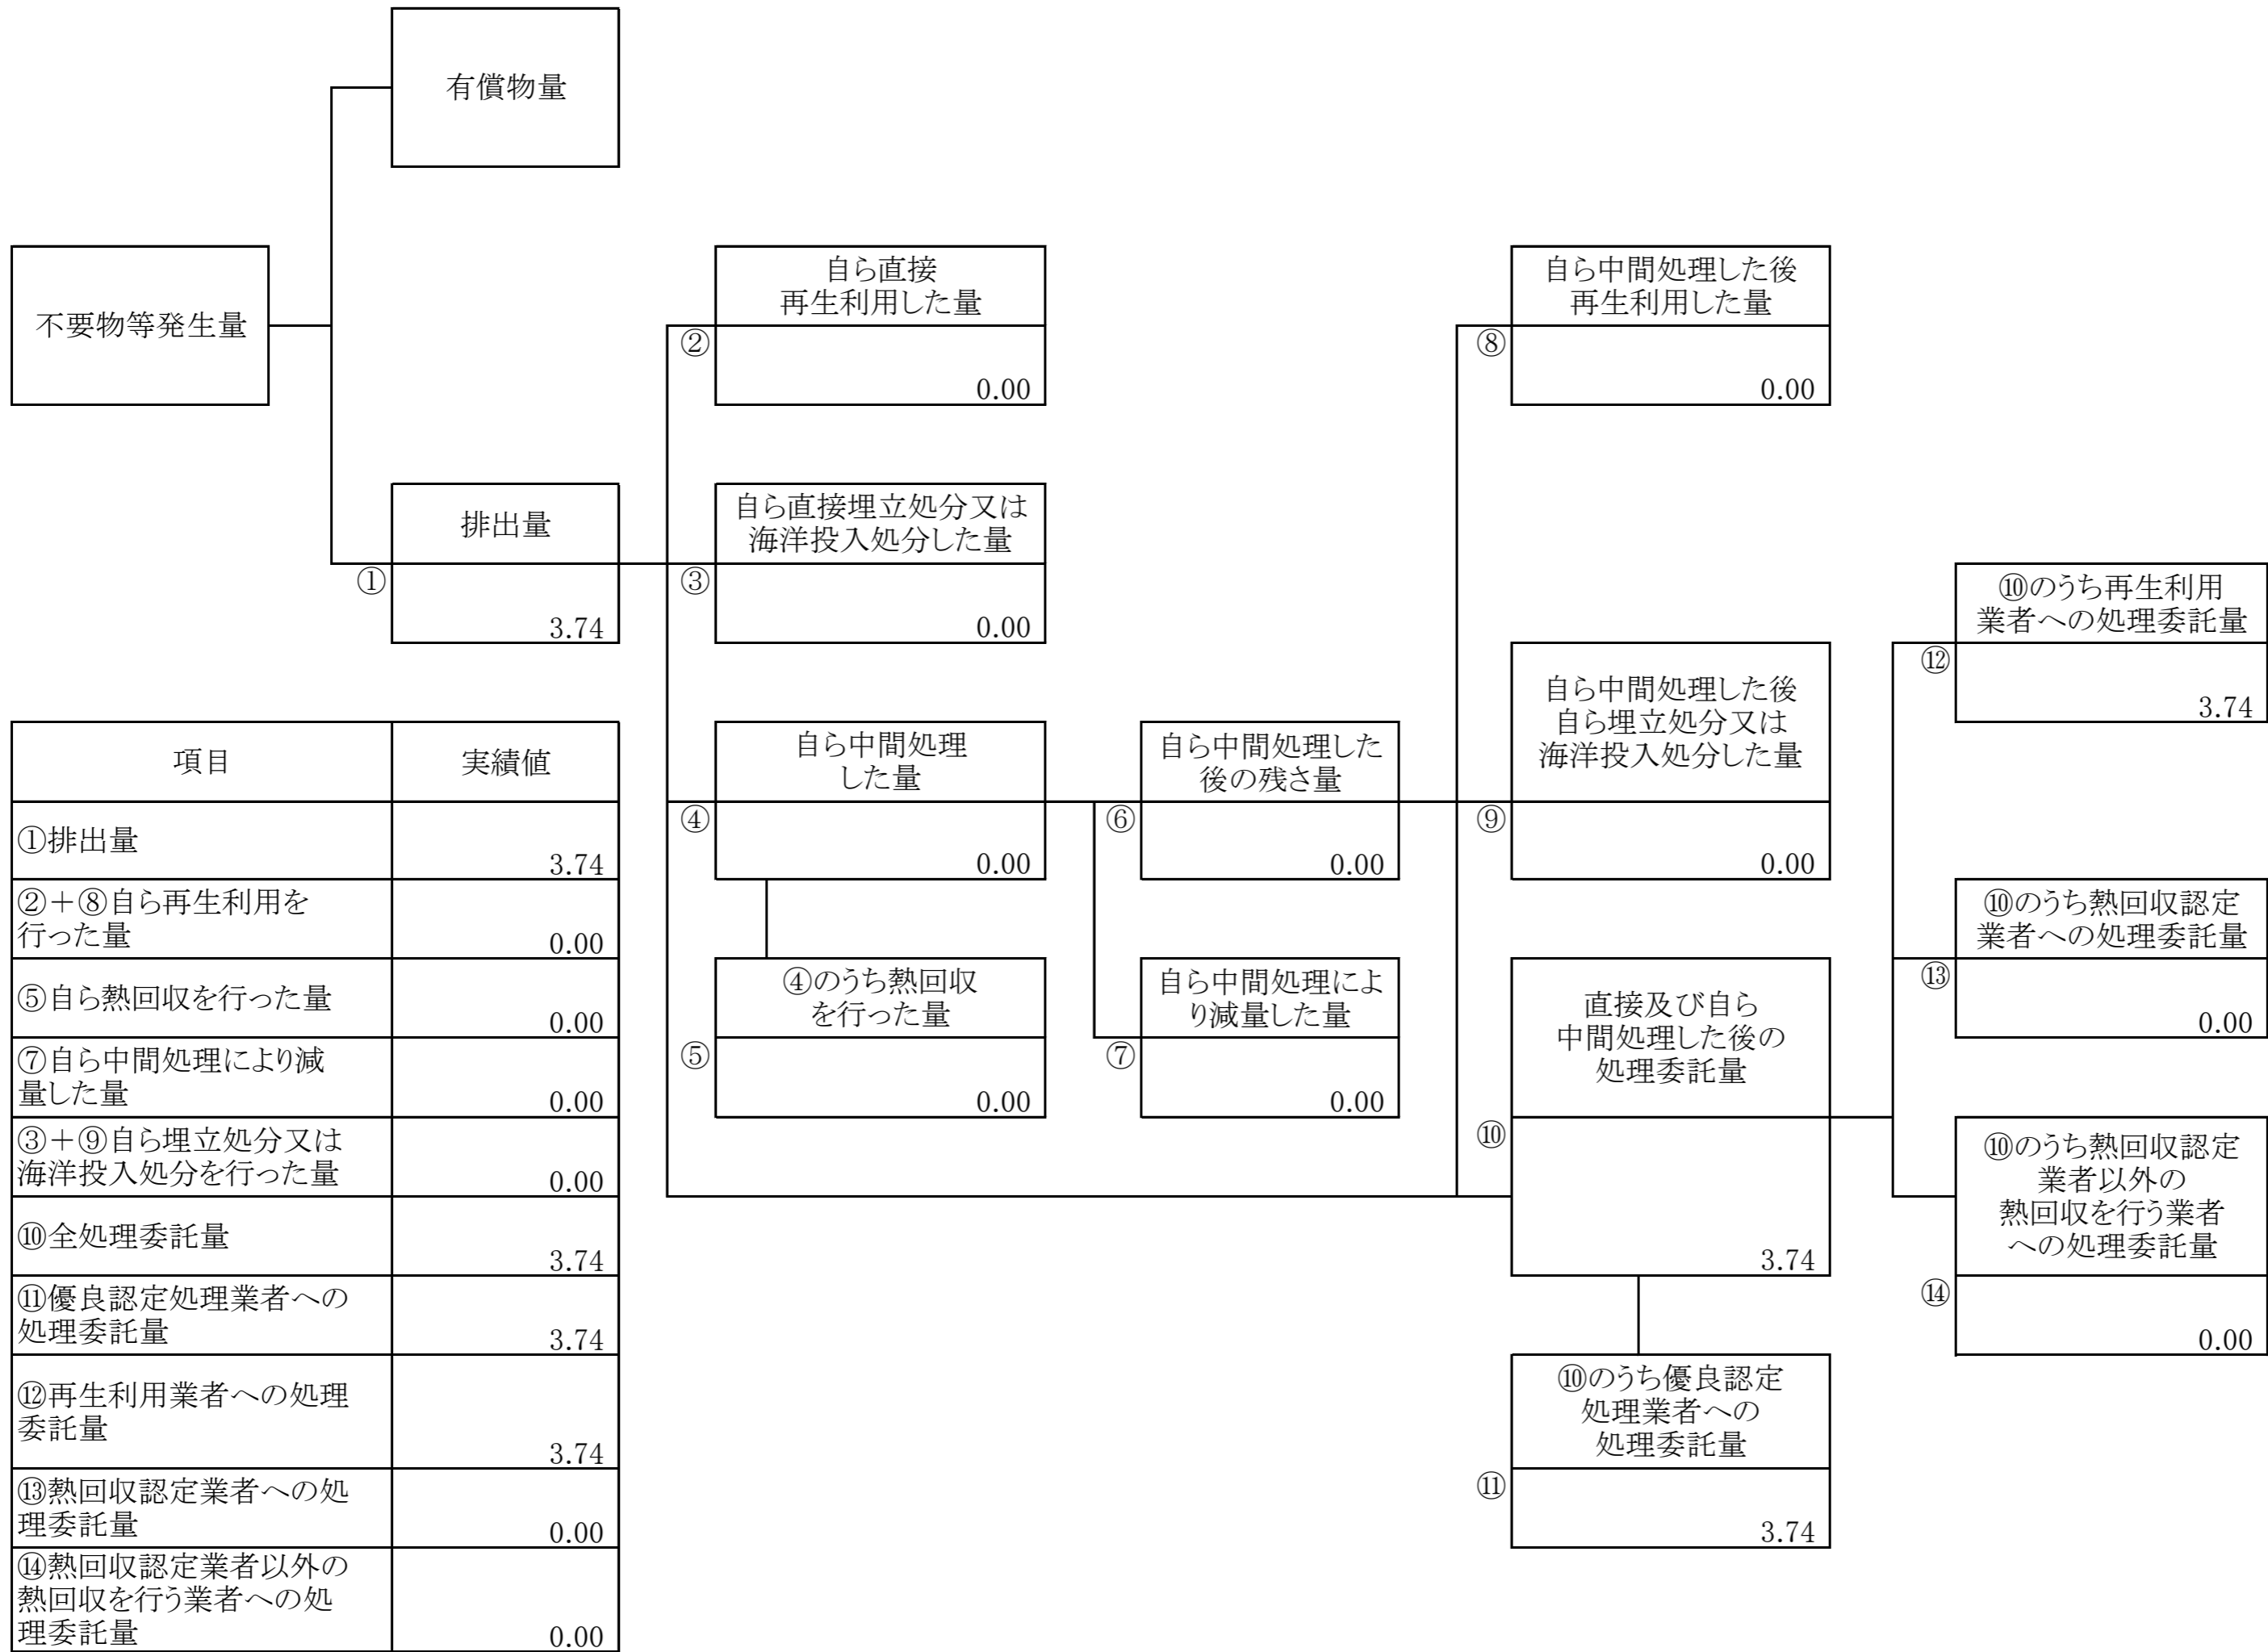 有償物量
不要物等発生量
自ら直接
再生利用した量
②
0.00
自ら中間処理した後
再生利用した量
⑧
0.00
排出量
①
3.74
自ら直接埋立処分又は
海洋投入処分した量
③
0.00
⑩のうち再生利用
業者への処理委託量
⑫
3.74
自ら中間処理
した量
④
0.00
自ら中間処理した
後の残さ量
⑥
0.00
自ら中間処理した後
自ら埋立処分又は
海洋投入処分した量
⑨
0.00
⑩のうち熱回収認定
業者への処理委託量
⑬
0.00
④のうち熱回収
を行った量
⑤
0.00
自ら中間処理によ
り減量した量
⑦
0.00
直接及び自ら
中間処理した後の
処理委託量
⑩
3.74
⑩のうち熱回収認定
業者以外の
熱回収を行う業者
への処理委託量
⑭
0.00
⑩のうち優良認定
処理業者への
処理委託量
⑪
3.74
項目 実績値
①排出量
3.74
②+⑧自ら再生利用を
行った量
0.00
⑤自ら熱回収を行った量
0.00
⑦自ら中間処理により減
量した量
0.00
③+⑨自ら埋立処分又は
海洋投入処分を行った量
0.00
⑩全処理委託量
3.74
⑪優良認定処理業者への
処理委託量
3.74
⑫再生利用業者への処理
委託量
3.74
⑬熱回収認定業者への処
理委託量
0.00
⑭熱回収認定業者以外の
熱回収を行う業者への処
理委託量
0.00